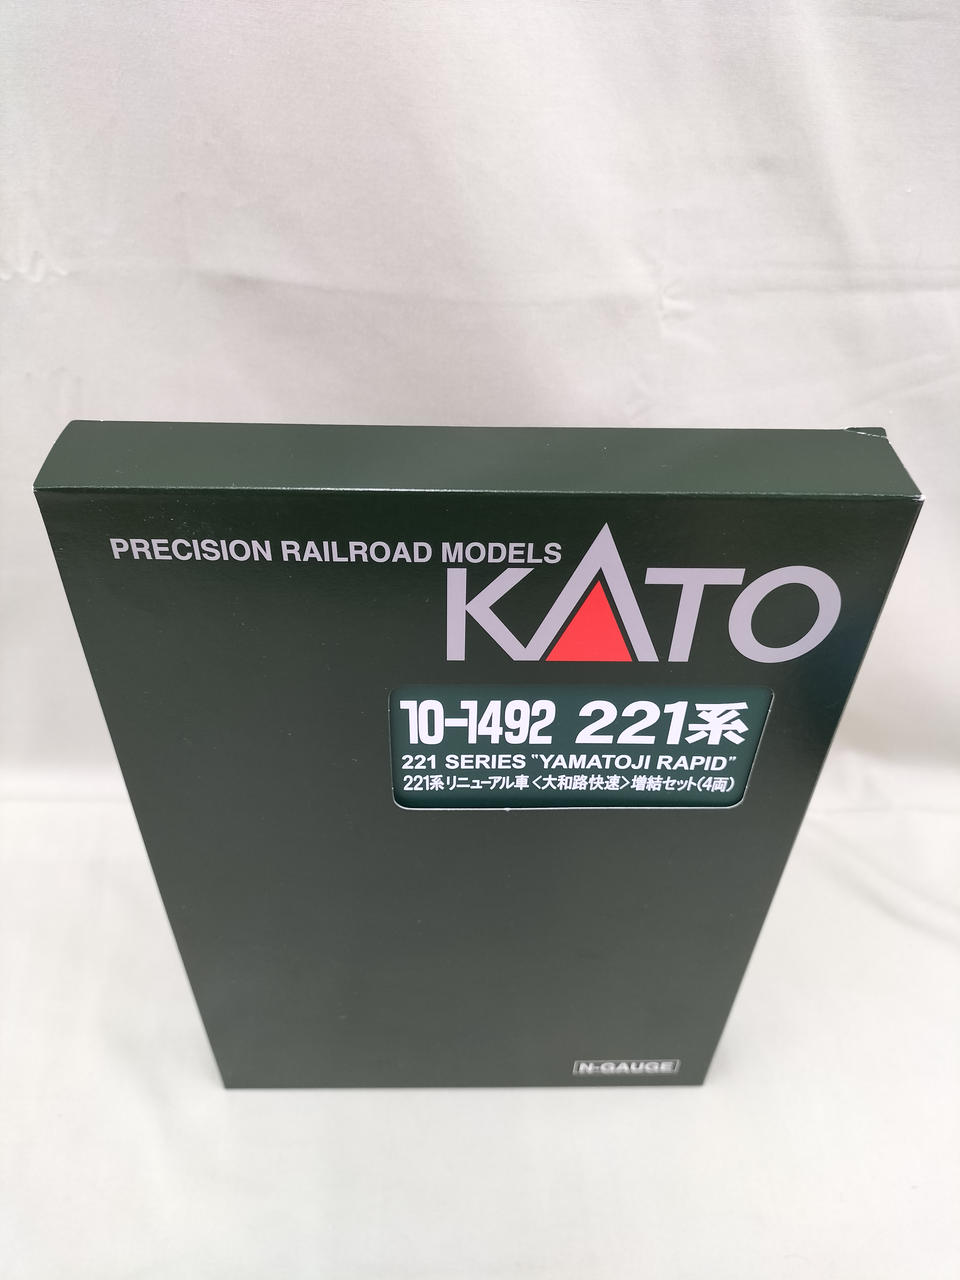 PRECISION RAILROAD MODELS
KATO
10-1492 221系
221 SERIES "YAMATOJI RAPID"
221系リニューアル車<大和路快速>増結セット(4両)
N-GAUGE